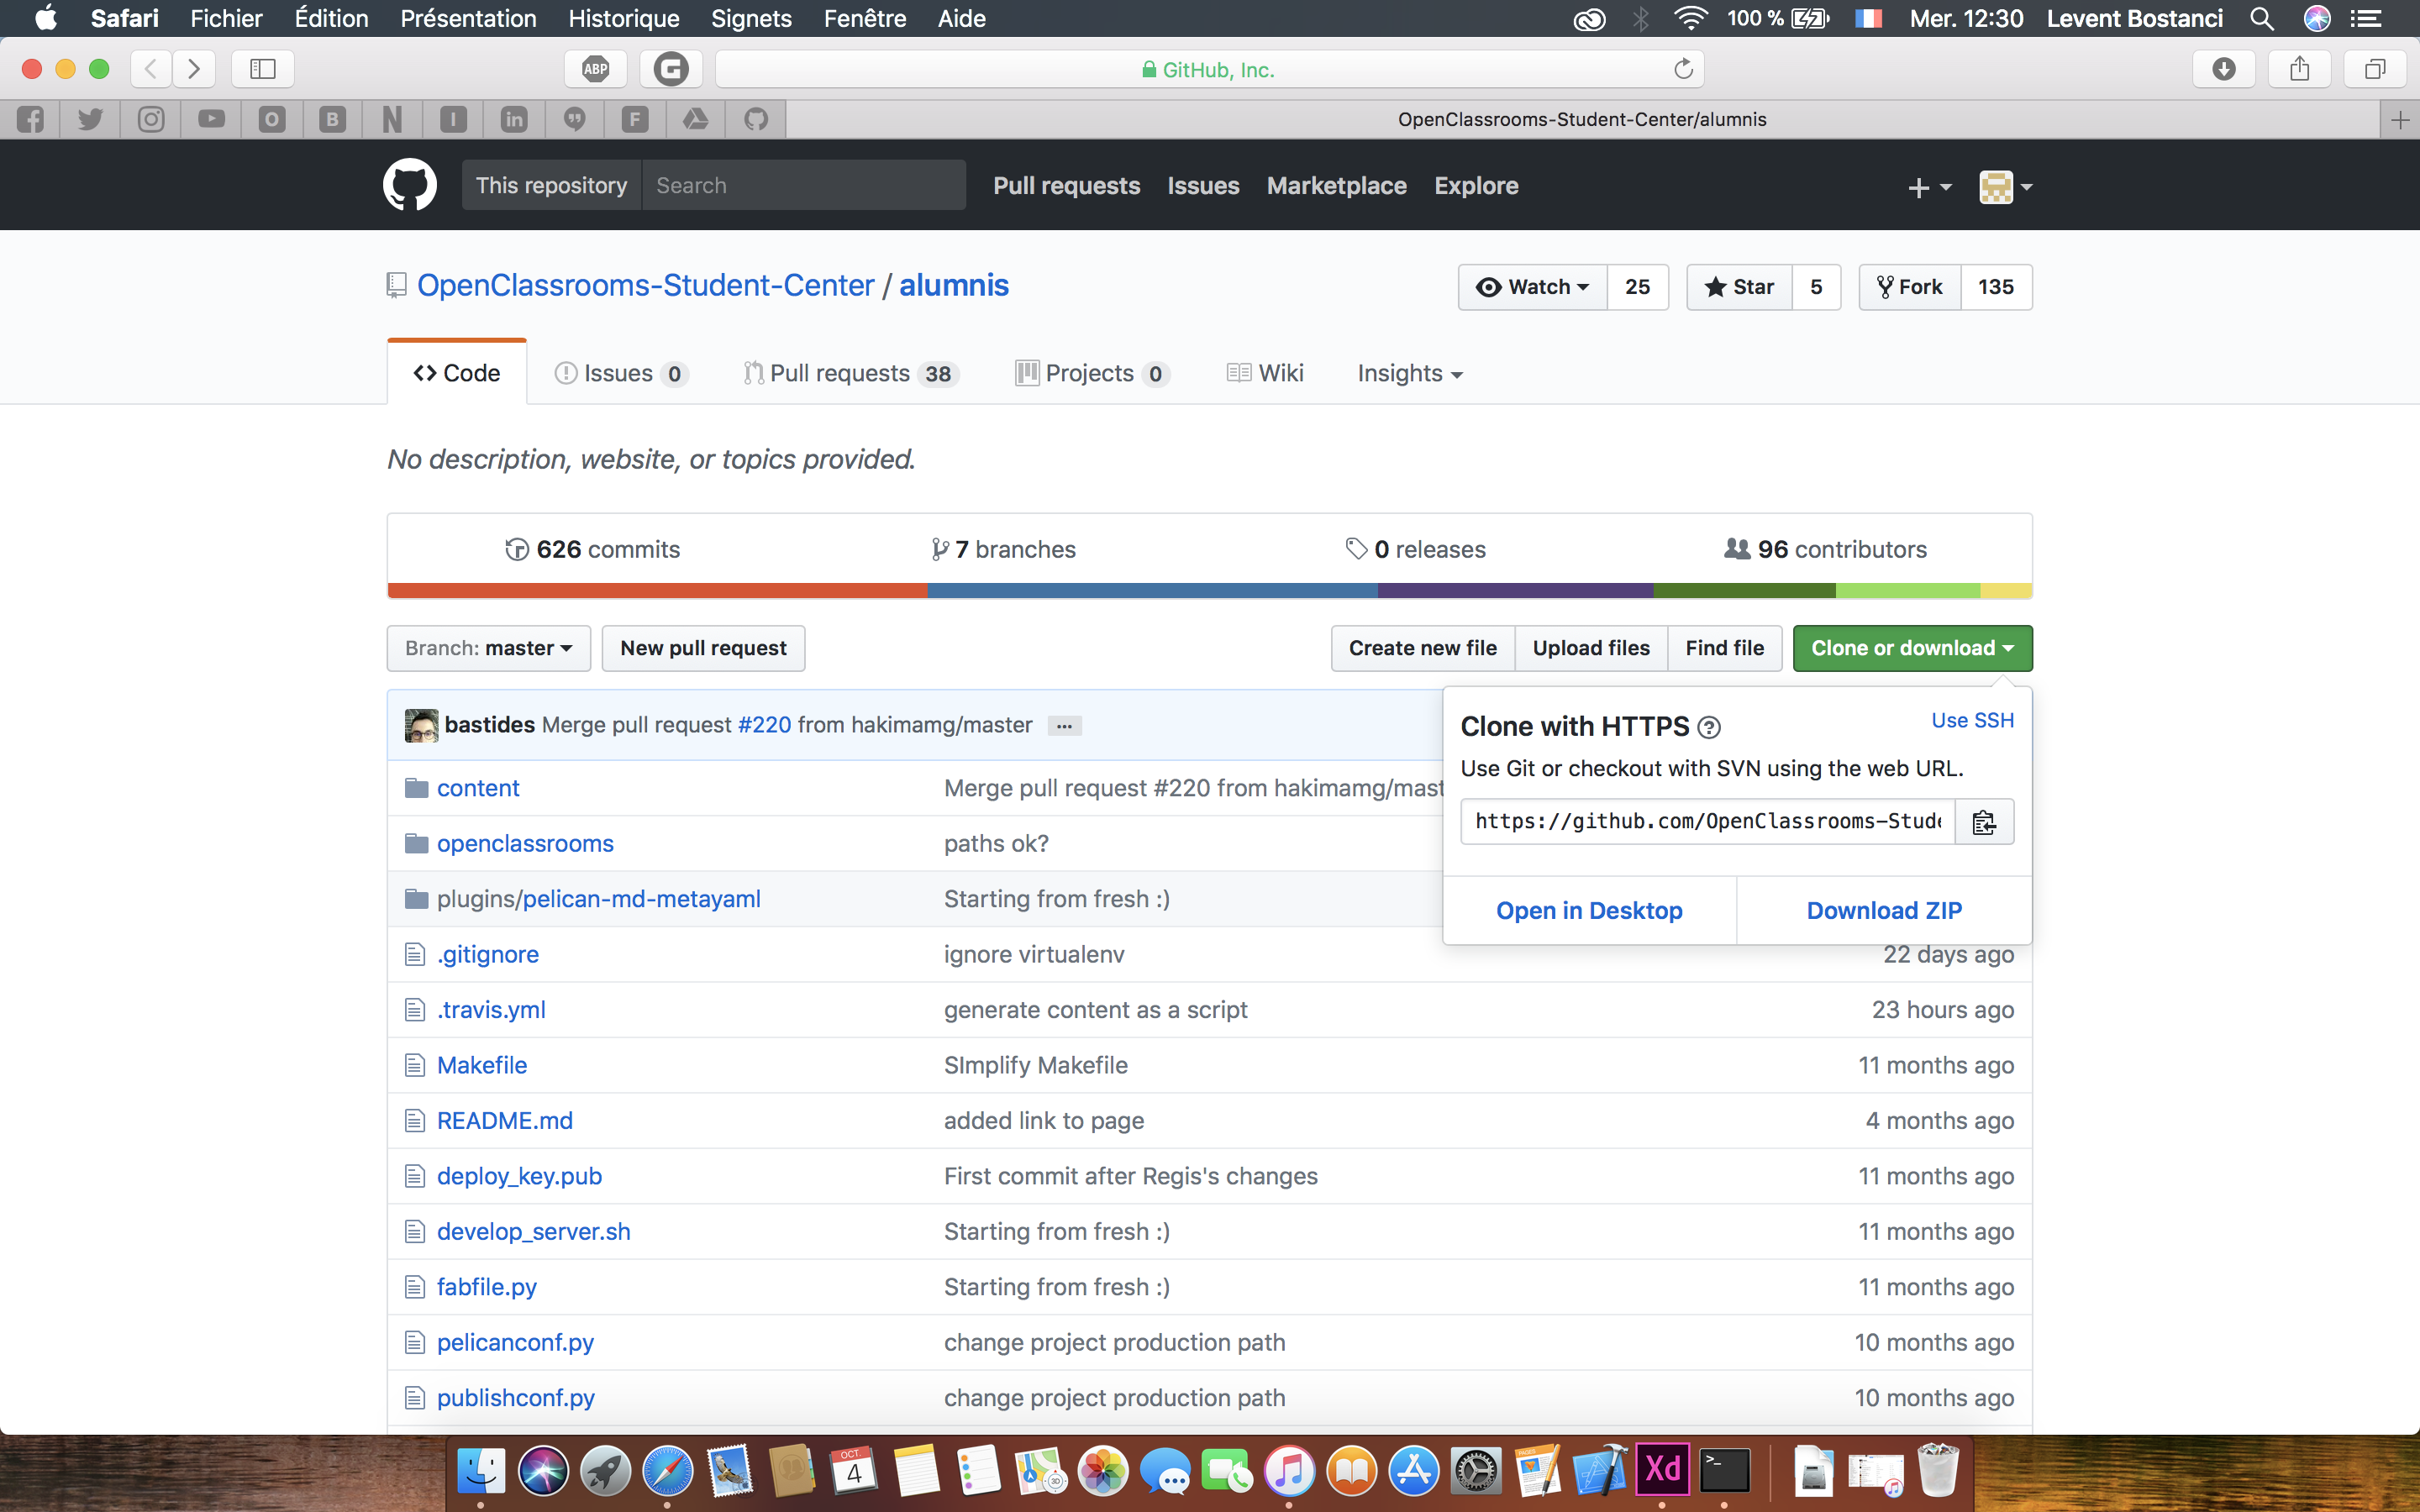 Safari Fichier Édition Présentation Historique Signets Fenêtre Aide 100 % Mer. 12:30 Levent Bostanci
ABP G GitHub, Inc.
O B N I in F OpenClassrooms-Student-Center/alumnis
This repository Search Pull requests Issues Marketplace Explore
OpenClassrooms-Student-Center / alumnis Watch 25 Star 5 Fork 135
<> Code Issues 0 Pull requests 38 Projects 0 Wiki Insights
No description, website, or topics provided.
626 commits 7 branches 0 releases 96 contributors
Branch: master New pull request Create new file Upload files Find file Clone or download
bastides Merge pull request #220 from hakimamg/master ...
Clone with HTTPS Use SSH
Use Git or checkout with SVN using the web URL.
https://github.com/OpenClassrooms-Stude
Open in Desktop Download ZIP
content Merge pull request #220 from hakimamg/mast
openclassrooms paths ok?
plugins/pelican-md-metayaml Starting from fresh :)
.gitignore ignore virtualenv 22 days ago
.travis.yml generate content as a script 23 hours ago
Makefile SImplify Makefile 11 months ago
README.md added link to page 4 months ago
deploy_key.pub First commit after Regis's changes 11 months ago
develop_server.sh Starting from fresh :) 11 months ago
fabfile.py Starting from fresh :) 11 months ago
pelicanconf.py change project production path 10 months ago
publishconf.py change project production path 10 months ago
OCT. 4 3D PAGES Xd >_